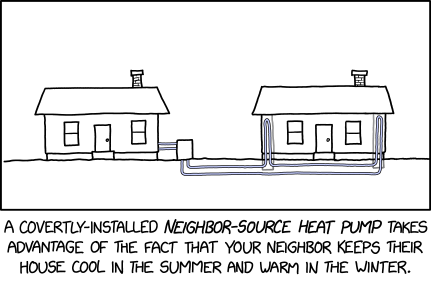 A COVERTLY-INSTALLED NEIGHBOR-SOURCE HEAT PUMP TAKES
ADVANTAGE OF THE FACT THAT YOUR NEIGHBOR KEEPS THEIR
HOUSE COOL IN THE SUMMER AND WARM IN THE WINTER.